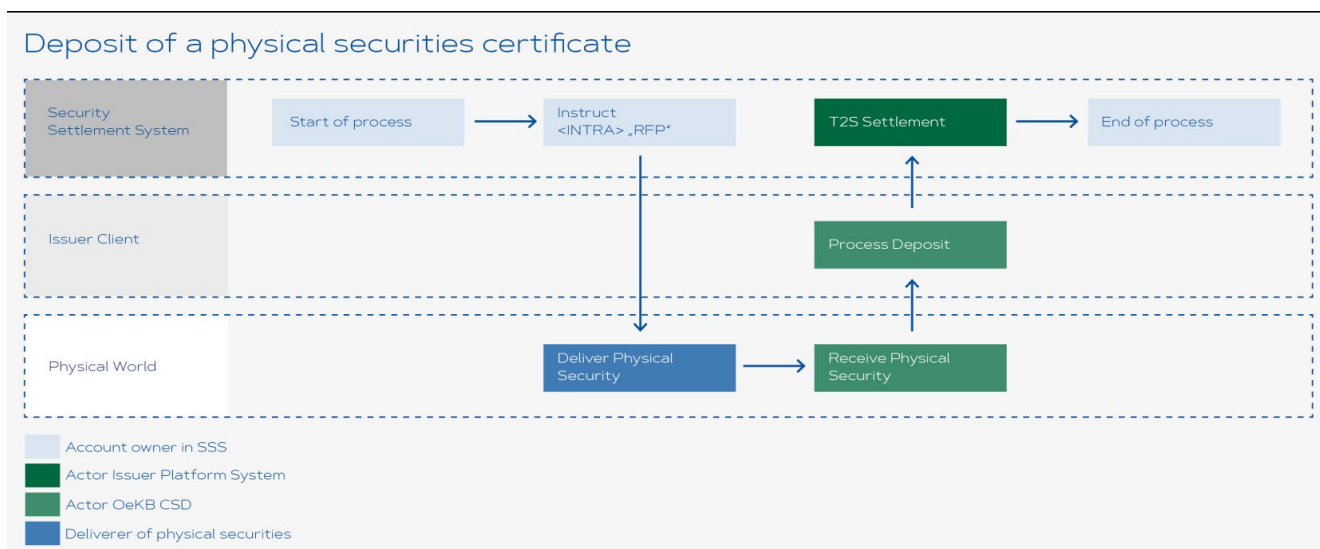 Deposit of a physical securities certificate
Security
Settlement System
Start of process
Instruct
<INTRA> „RFP“
T2S Settlement
End of process
Issuer Client
Process Deposit
Physical World
Deliver Physical
Security
Receive Physical
Security
Account owner in SSS
Actor Issuer Platform System
Actor OeKB CSD
Deliverer of physical securities